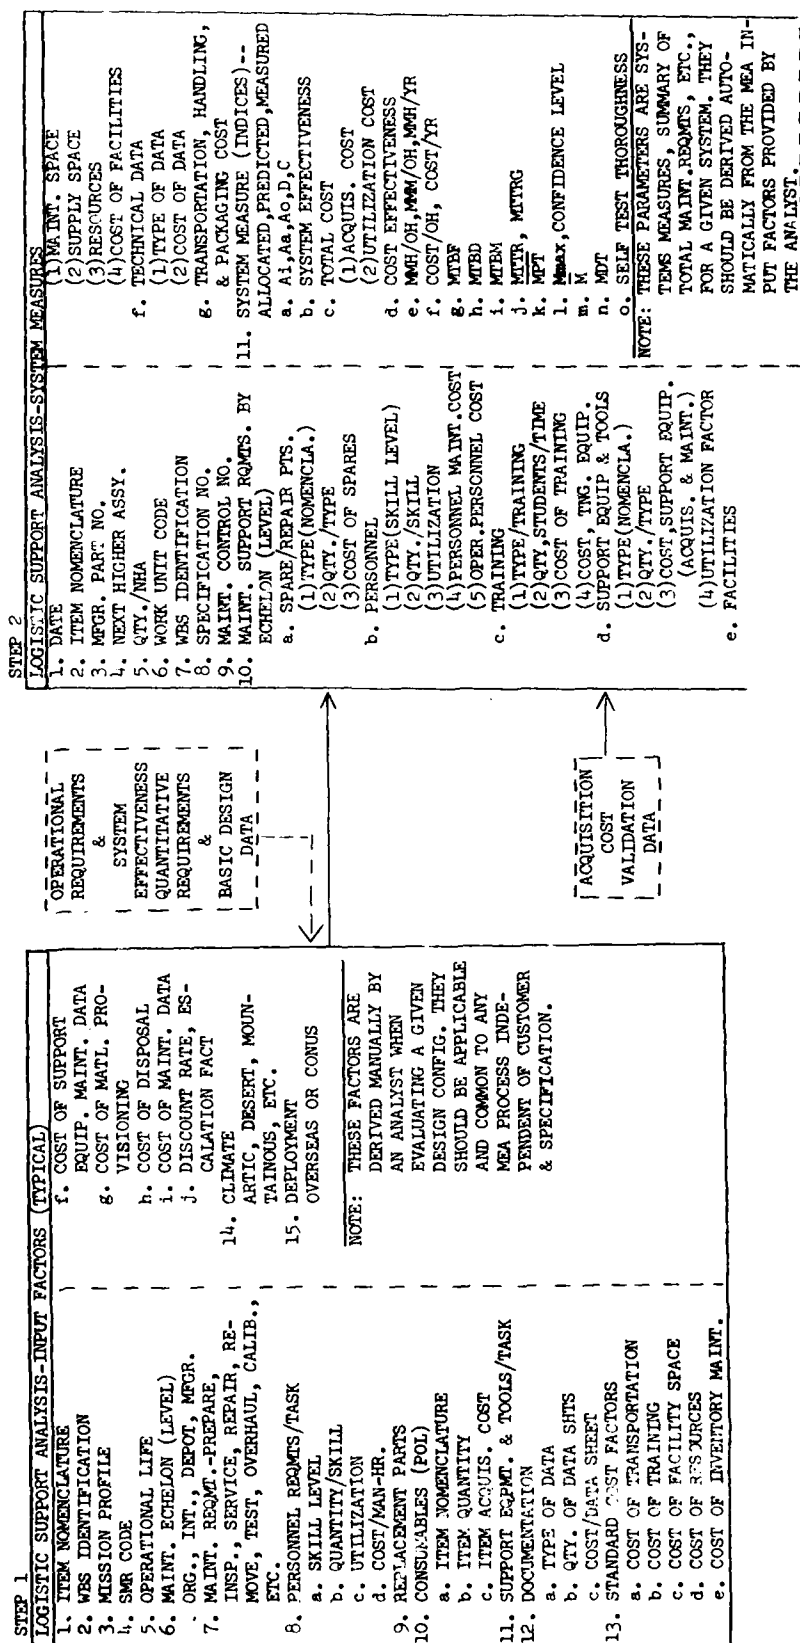 STEP 1
LOGISTIC SUPPORT ANALYSIS-INPUT FACTORS (TYPICAL)
1. ITEM NOMENCLATURE
2. WBS IDENTIFICATION
3. MISSION PROFILE
4. SMR CODE
5. OPERATIONAL LIFE
6. MAINT. ECHELON (LEVEL)
ORG., INT., DEPOT, MFGR.
7. MAINT. REQMT.-PREPARE,
INSP., SERVICE, REPAIR, RE-
MOVE, TEST, OVERHAUL, CALIB.,
ETC.
8. PERSONNEL REQMTS/TASK
a. SKILL LEVEL
b. QUANTITY/SKILL
c. UTILIZATION
d. COST/MAN-HR.
9. REPLACEMENT PARTS
10. CONSUMABLES (POL)
a. ITEM NOMENCLATURE
b. ITEM QUANTITY
c. ITEM ACQUIS. COST
11. SUPPORT EQPMT. & TOOLS/TASK
12. DOCUMENTATION
a. TYPE OF DATA
b. QTY. OF DATA SHTS
c. COST/DATA SHEET
13. STANDARD COST FACTORS
a. COST OF TRANSPORTATION
b. COST OF TRAINING
c. COST OF FACILITY SPACE
d. COST OF RESOURCES
e. COST OF INVENTORY MAINT.
f. COST OF SUPPORT
EQUIP. MAINT. DATA
g. COST OF MATL. PRO-
VISIONING
h. COST OF DISPOSAL
i. COST OF MAINT. DATA
j. DISCOUNT RATE, ES-
CALATION FACT
14. CLIMATE
ARTIC, DESERT, MOUN-
TAINOUS, ETC.
15. DEPLOYMENT
OVERSEAS OR CONUS
NOTE: THESE FACTORS ARE
DERIVED MANUALLY BY
AN ANALYST WHEN
EVALUATING A GIVEN
DESIGN CONFIG. THEY
SHOULD BE APPLICABLE
AND COMMON TO ANY
MEA PROCESS INDE-
PENDENT OF CUSTOMER
& SPECIFICATION.
OPERATIONAL
REQUIREMENTS
&
SYSTEM
EFFECTIVENESS
QUANTITATIVE
REQUIREMENTS
&
BASIC DESIGN
DATA
ACQUISITION
COST
VALIDATION
DATA
STEP 2
LOGISTIC SUPPORT ANALYSIS-SYSTEM MEASURES
1. DATE
2. ITEM NOMENCLATURE
3. MFGR. PART NO.
4. NEXT HIGHER ASSY.
5. QTY./NHA
6. WORK UNIT CODE
7. WBS IDENTIFICATION
8. SPECIFICATION NO.
9. MAINT. CONTROL NO.
10. MAINT. SUPPORT RQMTS. BY
ECHELON (LEVEL)
a. SPARE/REPAIR PTS.
(1)TYPE(NOMENCLA.)
(2)QTY./TYPE
(3)COST OF SPARES
b. PERSONNEL
(1)TYPE(SKILL LEVEL)
(2)QTY./SKILL
(3)UTILIZATION
(4)PERSONNEL MAINT.COST
(5)OPER.PERSONNEL COST
c. TRAINING
(1)TYPE/TRAINING
(2)QTY,STUDENTS/TIME
(3)COST OF TRAINING
(4)COST, TNG. EQUIP.
d. SUPPORT EQUIP & TOOLS
(1)TYPE(NOMENCLA.)
(2)QTY./TYPE
(3)COST,SUPPORT EQUIP.
(ACQUIS. & MAINT.)
(4)UTILIZATION FACTOR
e. FACILITIES
(1)MAINT. SPACE
(2)SUPPLY SPACE
(3)RESOURCES
(4)COST OF FACILITIES
f. TECHNICAL DATA
(1)TYPE OF DATA
(2)COST OF DATA
g. TRANSPORTATION, HANDLING,
& PACKAGING COST
11. SYSTEM MEASURE (INDICES)--
ALLOCATED,PREDICTED,MEASURED
a. Ai,Aa,Ao,D,C
b. SYSTEM EFFECTIVENESS
c. TOTAL COST
(1)ACQUIS. COST
(2)UTILIZATION COST
d. COST EFFECTIVENESS
e. MMH/OH,MMM/OH,MMH/YR
f. COST/OH, COST/YR
g. MTBF
h. MTBD
i. MTBM
j. MTTR, MTTRG
k. MPT
l. Mmax,CONFIDENCE LEVEL
m. M
n. MDT
o. SELF TEST THOROUGHNESS
NOTE: THESE PARAMETERS ARE SYS-
TEMS MEASURES, SUMMARY OF
TOTAL MAINT.REQMTS, ETC.,
FOR A GIVEN SYSTEM. THEY
SHOULD BE DERIVED AUTO-
MATICALLY FROM THE MEA IN-
PUT FACTORS PROVIDED BY
THE ANALYST.